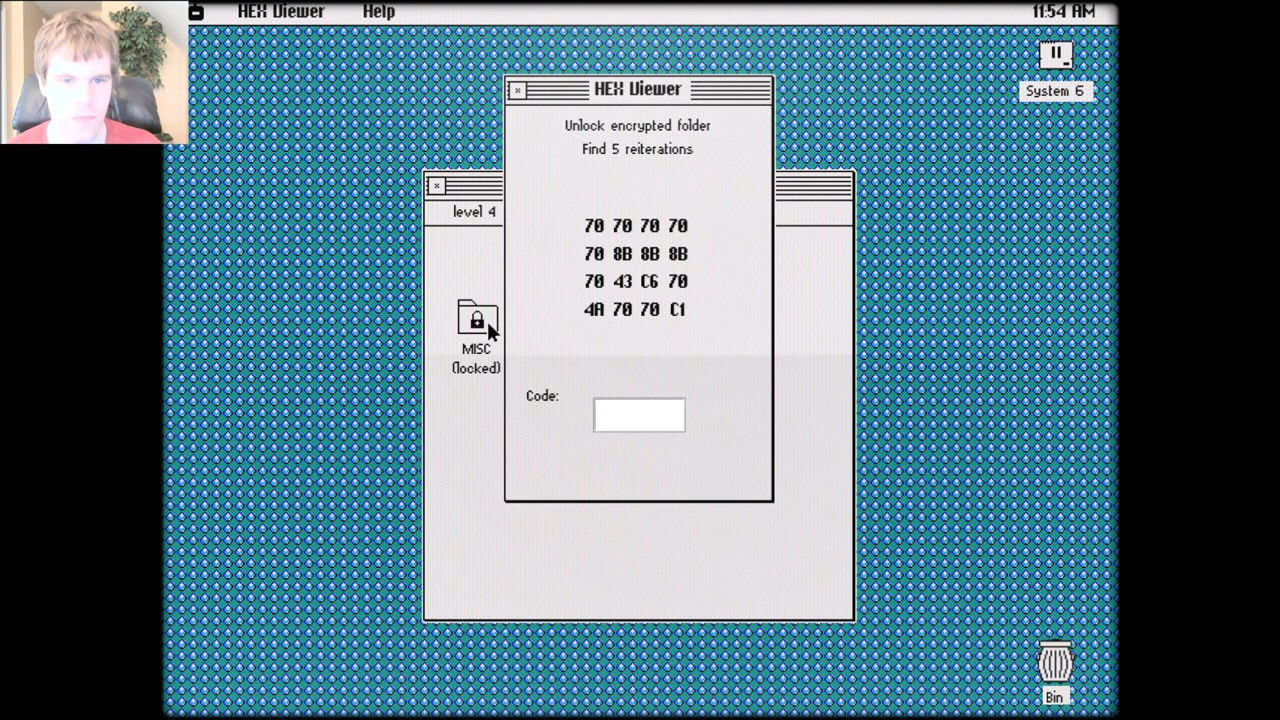 HEX Viewer Help 11:54 AM
System 6
HEX Viewer
Unlock encrypted folder
Find 5 reiterations
level 4
70 70 70 70
70 8B 8B 8B
70 43 C6 70
4A 70 70 C1
MISC
(locked)
Code:
Bin